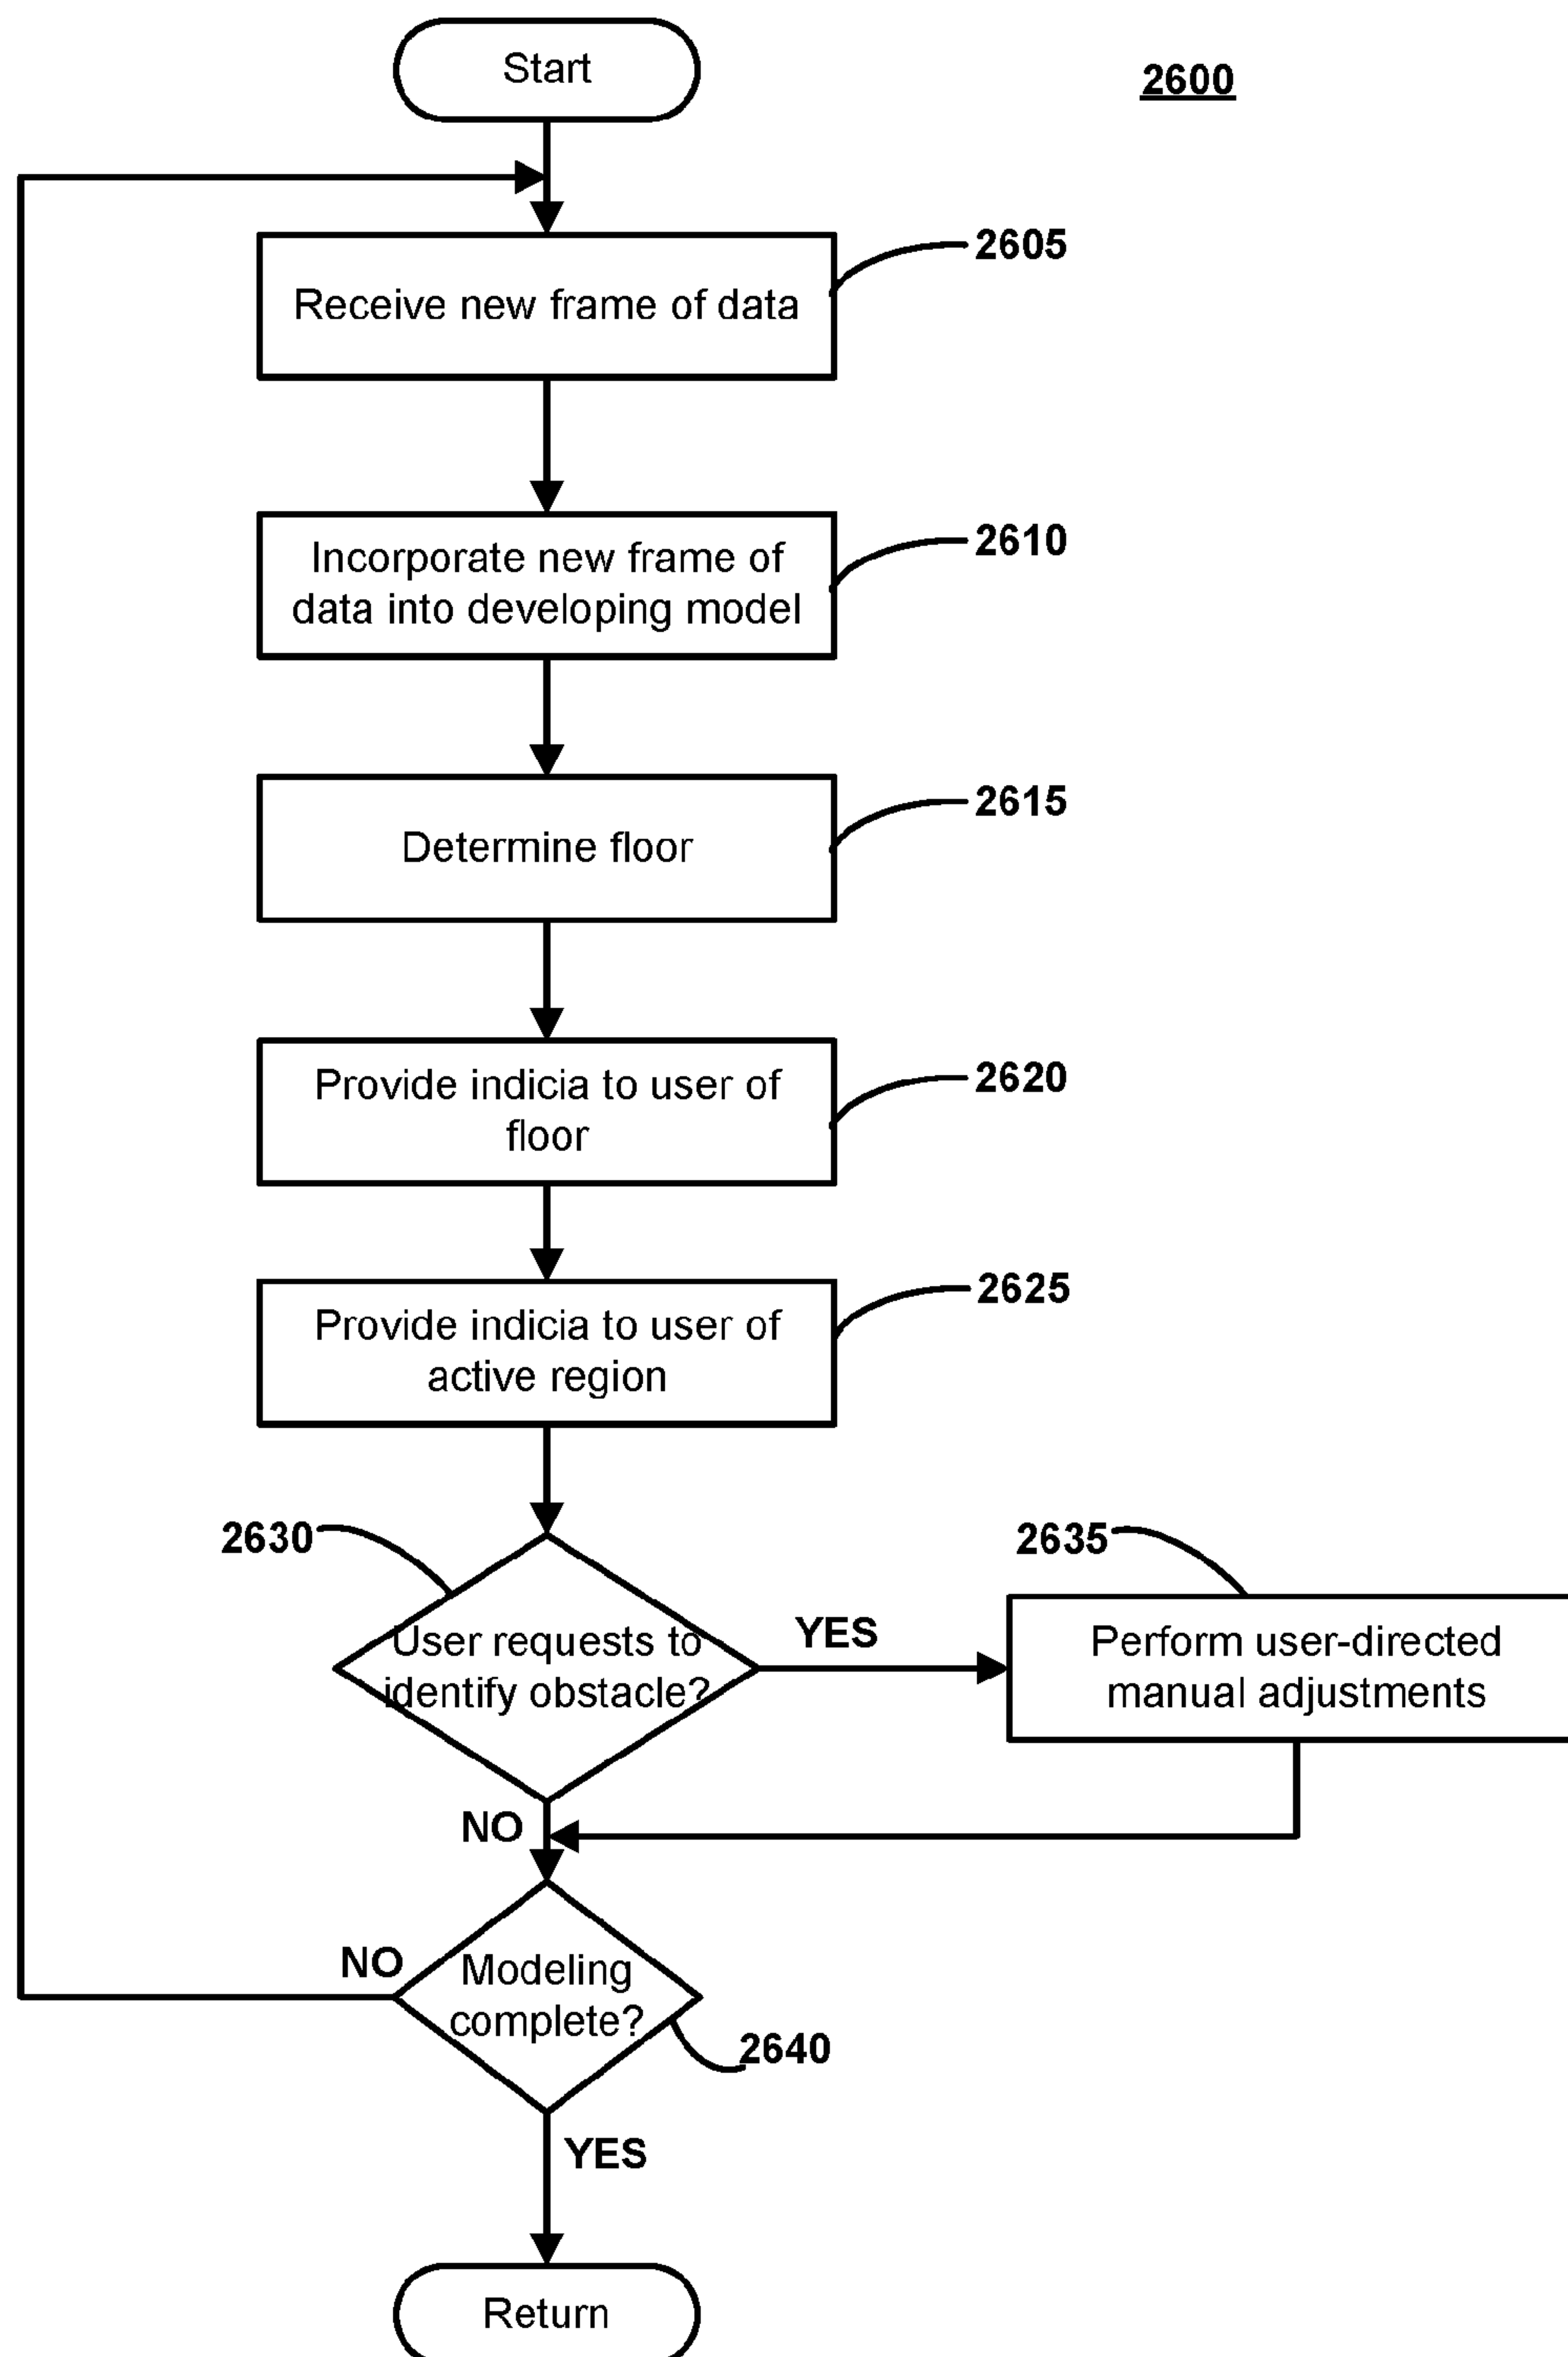 Start
2600
2605
Receive new frame of data
2610
Incorporate new frame of
data into developing model
2615
Determine floor
2620
Provide indicia to user of
floor
2625
Provide indicia to user of
active region
2630
2635
User requests to
identify obstacle?
YES
Perform user-directed
manual adjustments
NO
NO
Modeling
complete?
2640
YES
Return